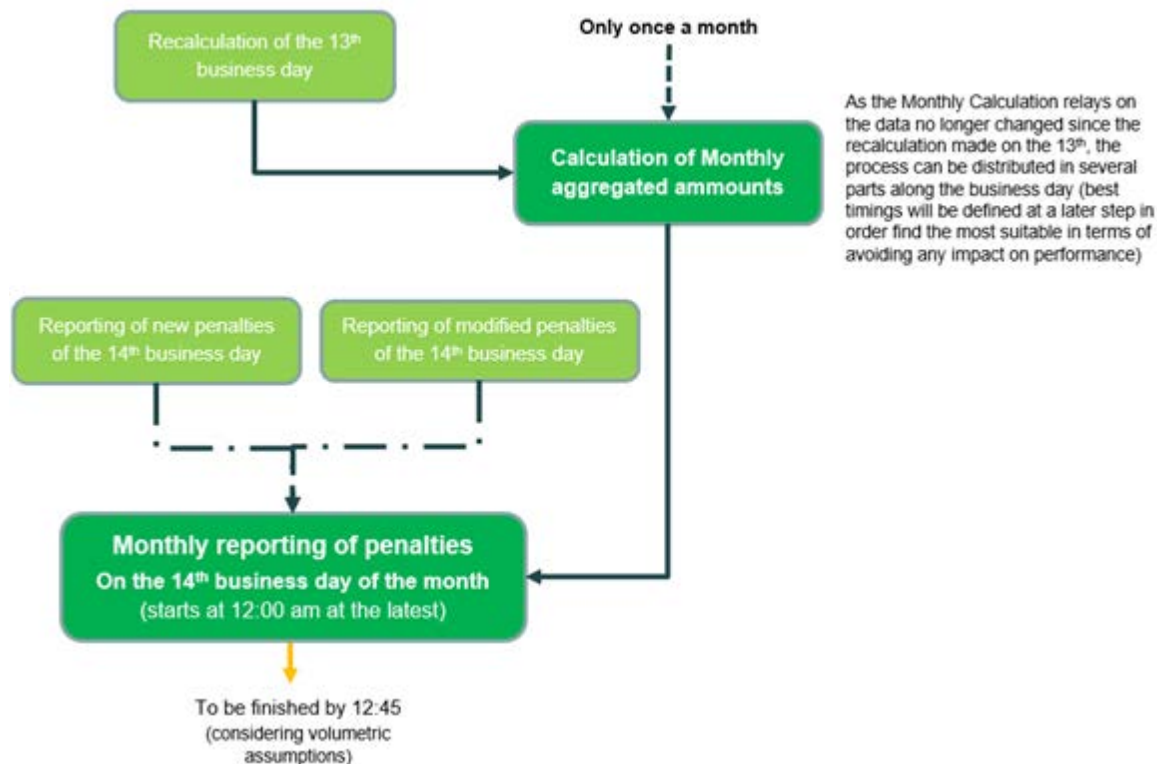 Recalculation of the 13th
business day
Only once a month
Calculation of Monthly
aggregated ammounts
As the Monthly Calculation relays on
the data no longer changed since the
recalculation made on the 13th, the
process can be distributed in several
parts along the business day (best
timings will be defined at a later step in
order find the most suitable in terms of
avoiding any impact on performance)
Reporting of new penalties
of the 14th business day
Reporting of modified penalties
of the 14th business day
Monthly reporting of penalties
On the 14th business day of the month
(starts at 12:00 am at the latest)
To be finished by 12:45
(considering volumetric
assumptions)